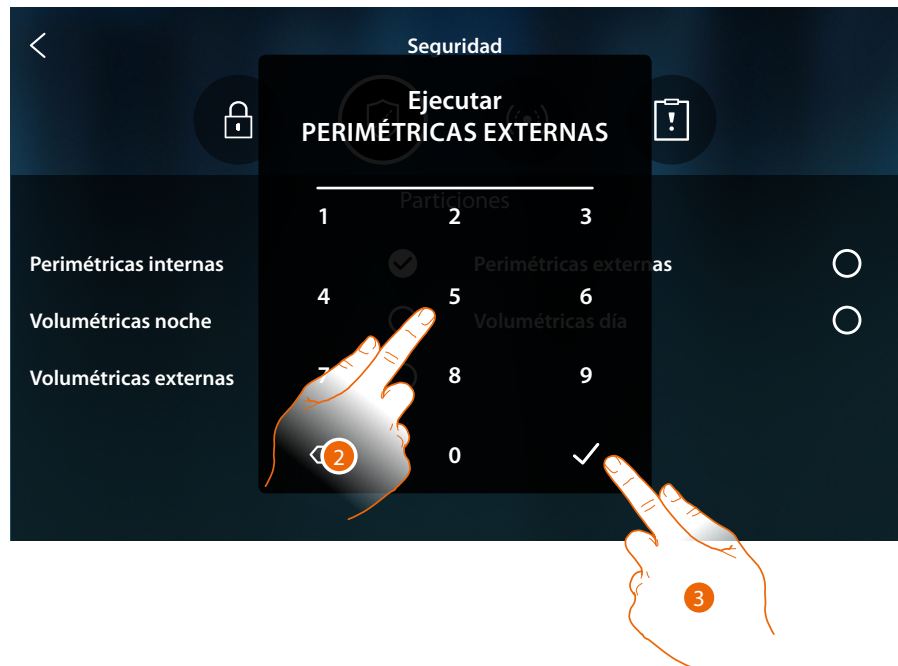 Seguridad
Ejecutar
PERIMÉTRICAS EXTERNAS
Particiones
1 2 3
Perimétricas internas
Perimétricas externas
4 5 6
Volumétricas noche
Volumétricas día
Volumétricas externas
7 8 9
2
0
3